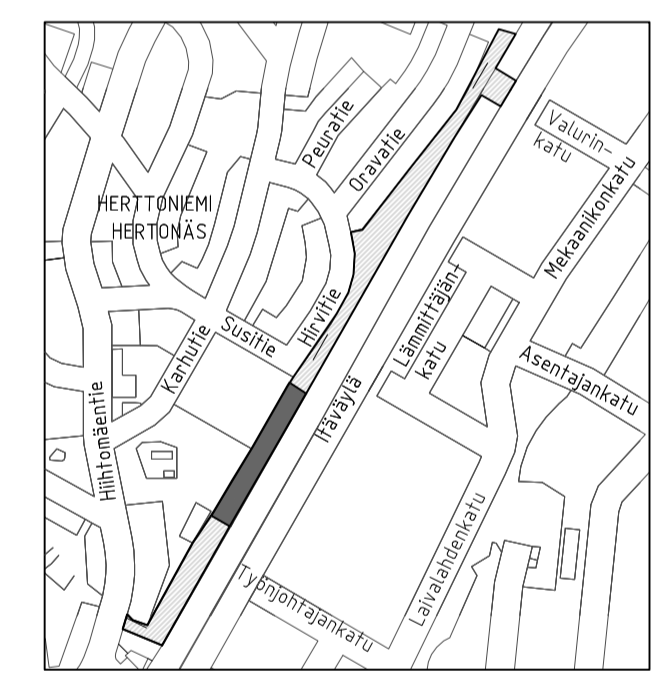 Valurin-
katu
Peuratie
Oravatie
Mekaanikonkatu
HERTTONIEMI
HERTONÄS
Lämmittäjän-
katu
Hirvitie
Susitie
Karhutie
Asentajankatu
Itäväylä
Hiihtomäentie
Laivalahdenkatu
Työnjohtajankatu